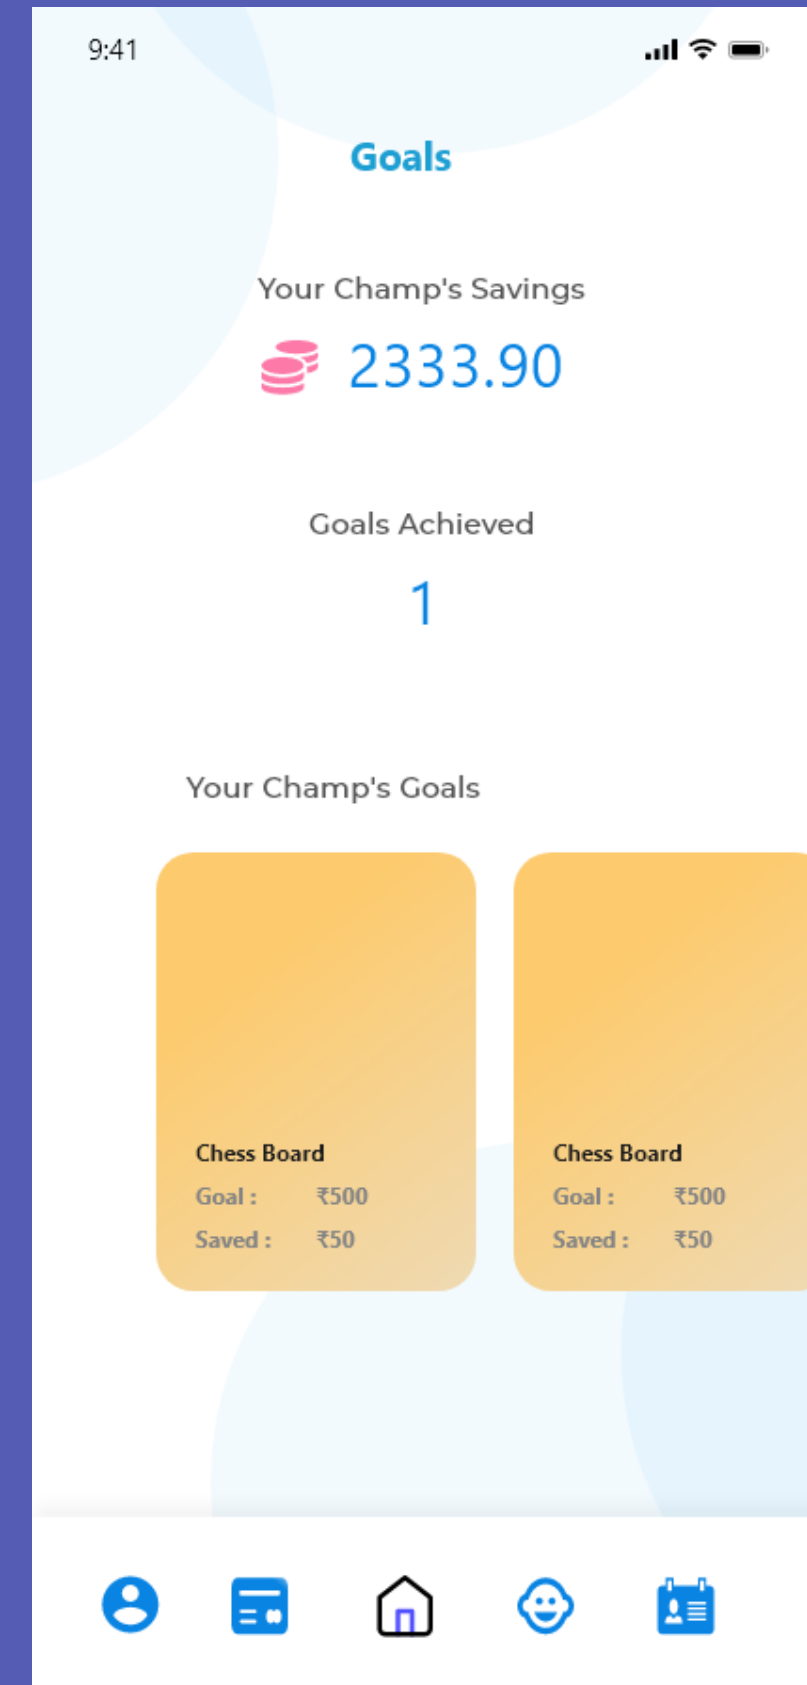 9:41
Goals
Your Champ's Savings
2333.90
Goals Achieved
1
Your Champ's Goals
Chess Board
Goal : ₹500
Saved : ₹50
Chess Board
Goal : ₹500
Saved : ₹50